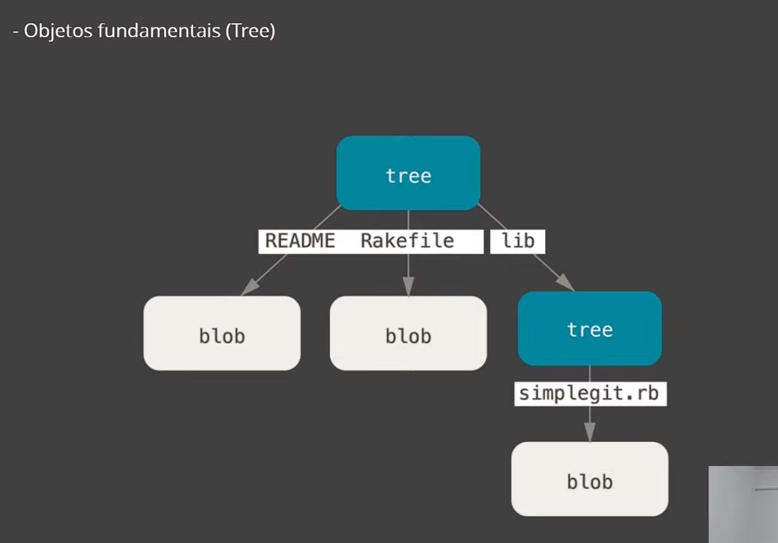 - Objetos fundamentais (Tree)
tree
README Rakefile lib
blob blob tree
simplegit.rb
blob